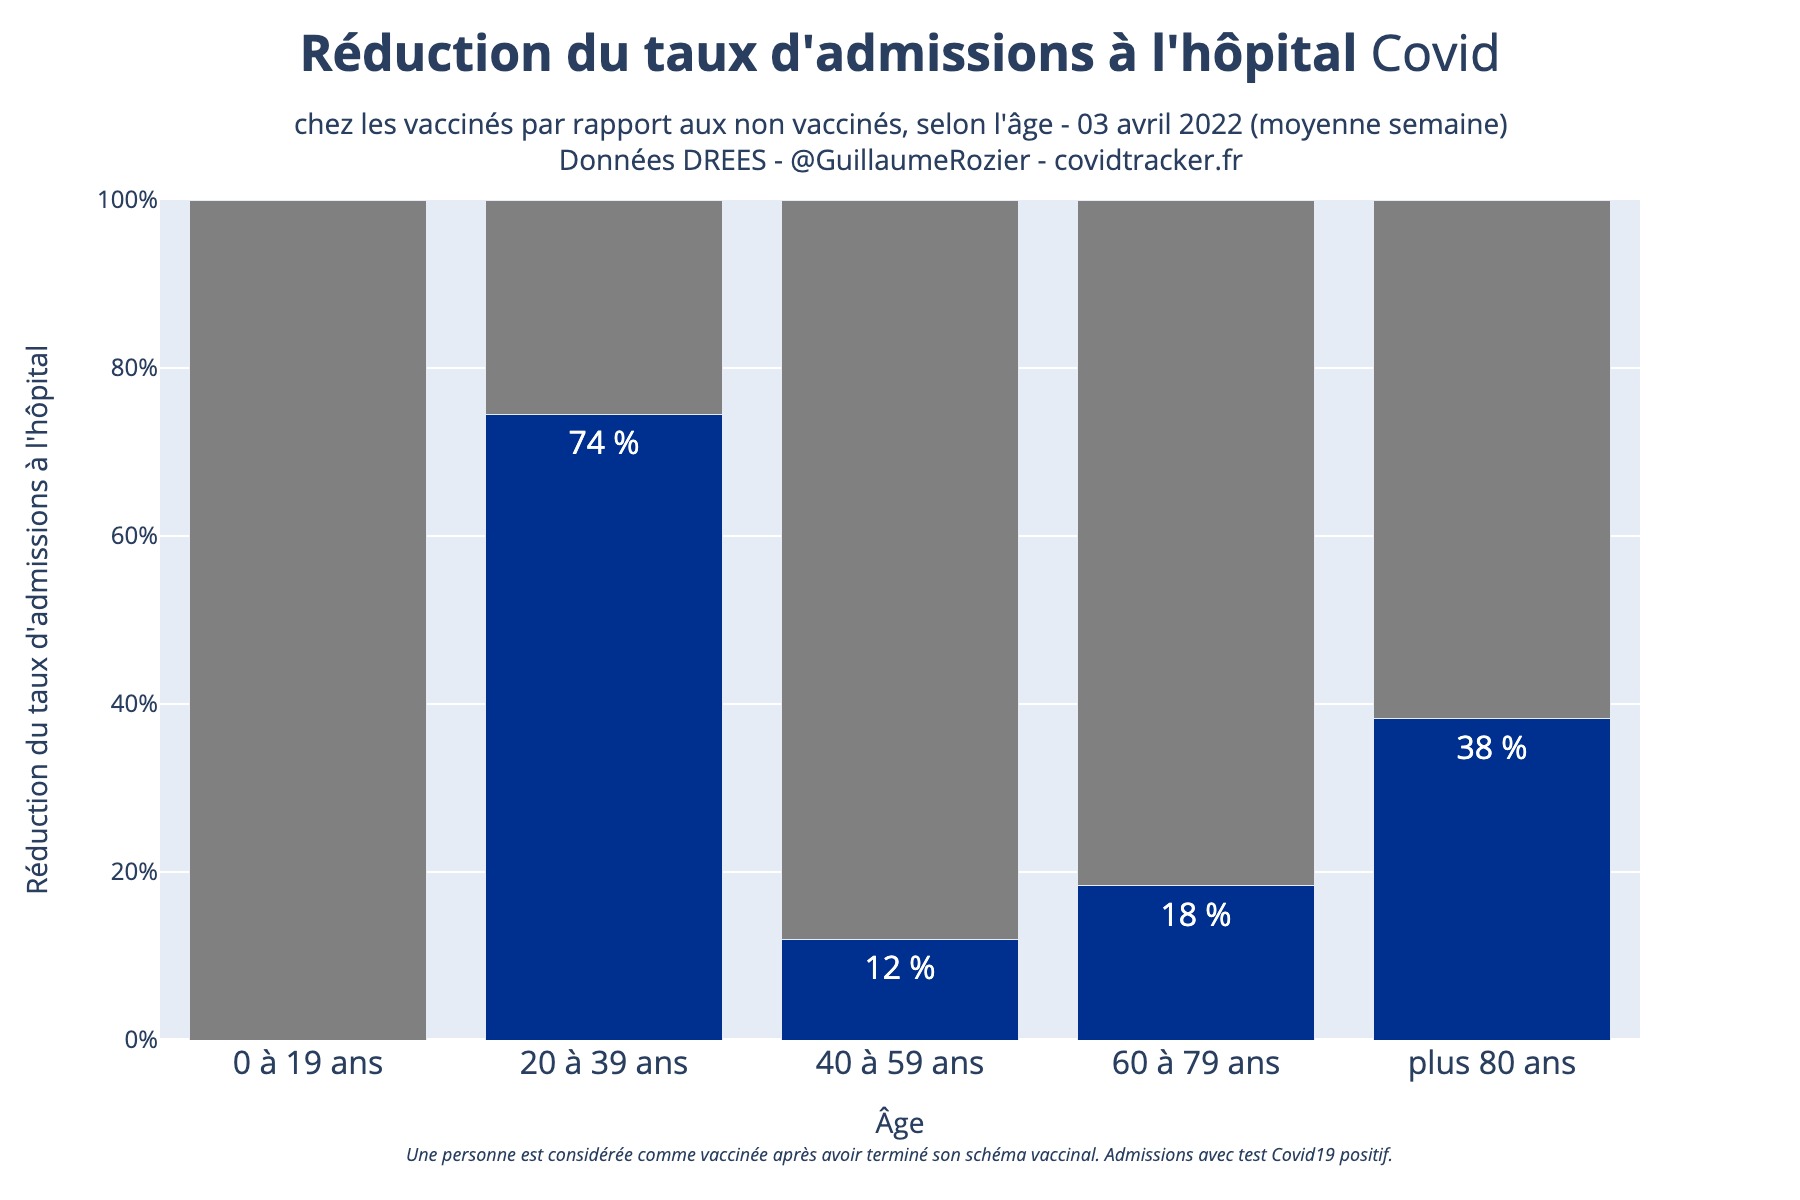 Réduction du taux d'admissions à l'hôpital Covid
chez les vaccinés par rapport aux non vaccinés, selon l'âge - 03 avril 2022 (moyenne semaine)
Données DREES - @GuillaumeRozier - covidtracker.fr
Réduction du taux d'admissions à l'hôpital
100%
80%
60%
40%
20%
0%
74 %
12 %
18 %
38 %
0 à 19 ans
20 à 39 ans
40 à 59 ans
60 à 79 ans
plus 80 ans
Âge
Une personne est considérée comme vaccinée après avoir terminé son schéma vaccinal. Admissions avec test Covid19 positif.